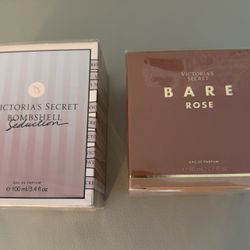 VICTORIA'S SECRET
BOMBSHELL
Seduction
EAU DE PARFUM
e 100 ml/3.4 fl oz
VICTORIA'S
SECRET
BARE
ROSE
EAU DE PARFUM